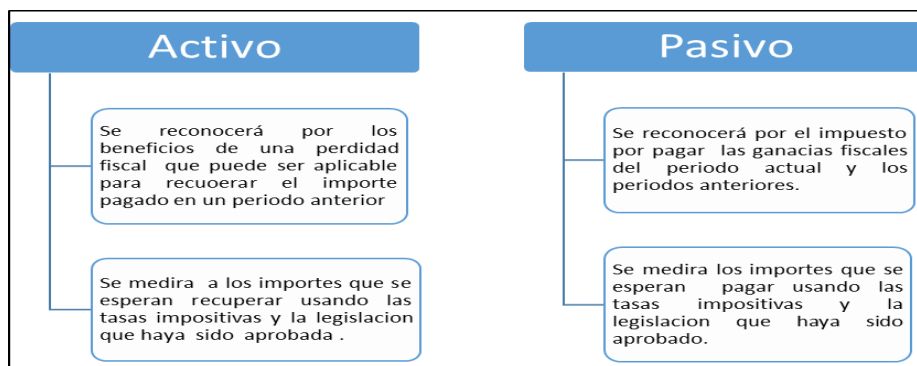 Activo
Se reconocerá por los
beneficios de una perdidad
fiscal que puede ser aplicable
para recuoerar el importe
pagado en un periodo anterior
Se medira a los importes que se
esperan recuperar usando las
tasas impositivas y la legislacion
que haya sido aprobada .
Pasivo
Se reconocerá por el impuesto
por pagar las ganacias fiscales
del periodo actual y los
periodos anteriores.
Se medira los importes que se
esperan pagar usando las
tasas impositivas y la
legislacion que haya sido
aprobado.